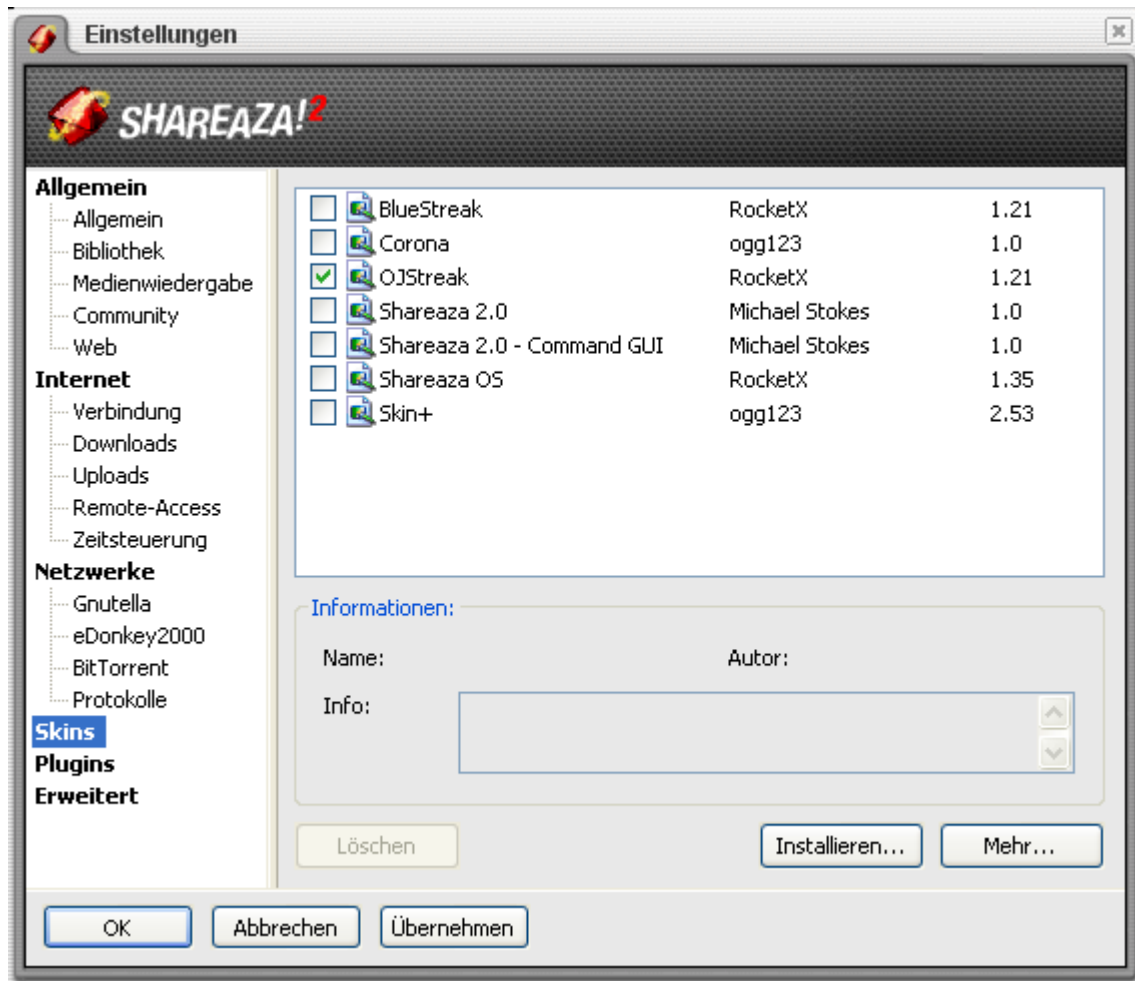 Einstellungen
SHAREAZA!2
Allgemein
Allgemein
Bibliothek
Medienwiedergabe
Community
Web
Internet
Verbindung
Downloads
Uploads
Remote-Access
Zeitsteuerung
Netzwerke
Gnutella
eDonkey2000
BitTorrent
Protokolle
Skins
Plugins
Erweitert
BlueStreak RocketX 1.21
Corona ogg123 1.0
OJStreak RocketX 1.21
Shareaza 2.0 Michael Stokes 1.0
Shareaza 2.0 - Command GUI Michael Stokes 1.0
Shareaza OS RocketX 1.35
Skin+ ogg123 2.53
Informationen:
Name: Autor:
Info:
Löschen Installieren... Mehr...
OK Abbrechen Übernehmen